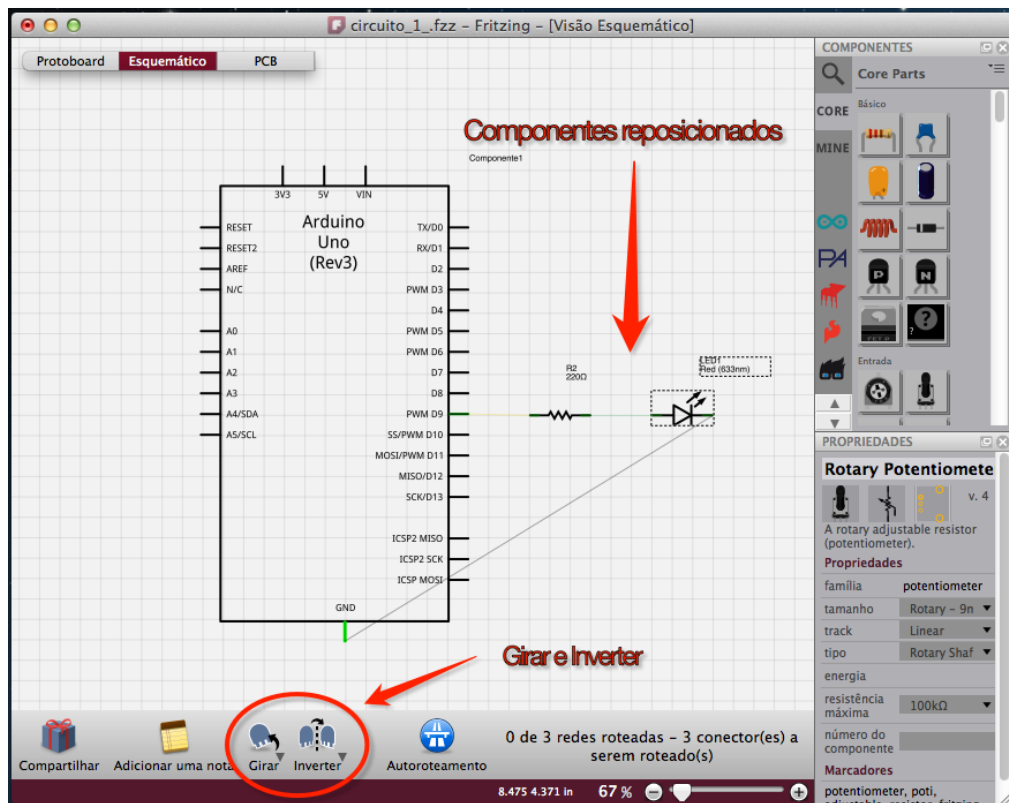 circuito_1_.fzz – Fritzing – [Visão Esquemático]
Protoboard
Esquemático
PCB
Componentes reposicionados
Componente1
3V3
5V
VIN
Arduino
Uno
(Rev3)
RESET
RESET2
AREF
N/C
A0
A1
A2
A3
A4/SDA
A5/SCL
TX/D0
RX/D1
D2
PWM D3
D4
PWM D5
PWM D6
D7
D8
PWM D9
SS/PWM D10
MOSI/PWM D11
MISO/D12
SCK/D13
ICSP2 MISO
ICSP2 SCK
ICSP MOSI
GND
R2
220Ω
LED1
Red (633nm)
Girar e Inverter
COMPONENTES
Core Parts
CORE
MINE
Básico
P
N
FET P
?
?
Entrada
PROPRIEDADES
Rotary Potentiomete
v. 4
A rotary adjustable resistor
(potentiometer).
Propriedades
família potentiometer
tamanho Rotary – 9n
track Linear
tipo Rotary Shaf
energia
resistência
máxima 100kΩ
número do
componente
Marcadores
potentiometer, poti,
adjustable, resistor, fritzing
Compartilhar
Adicionar uma nota
Girar
Inverter
Autoroteamento
0 de 3 redes roteadas – 3 conector(es) a
serem roteado(s)
8.475 4.371 in
67 %